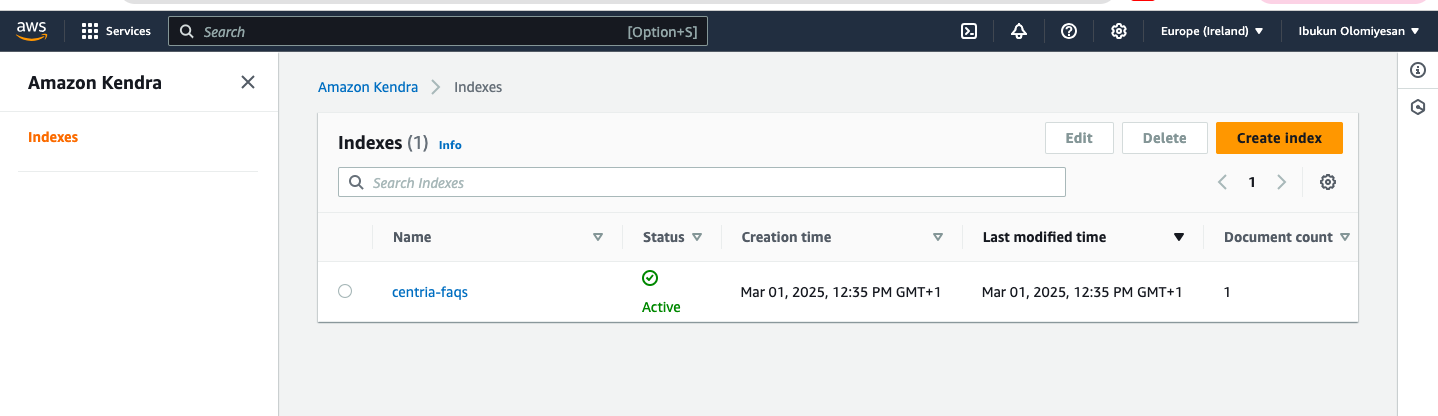 aws Services Search [Option+S] Europe (Ireland) Ibukun Olomiyesan
Amazon Kendra
Indexes
Amazon Kendra Indexes
Indexes (1) Info Edit Delete Create index
Search Indexes 1
Name Status Creation time Last modified time Document count
centria-faqs Active Mar 01, 2025, 12:35 PM GMT+1 Mar 01, 2025, 12:35 PM GMT+1 1